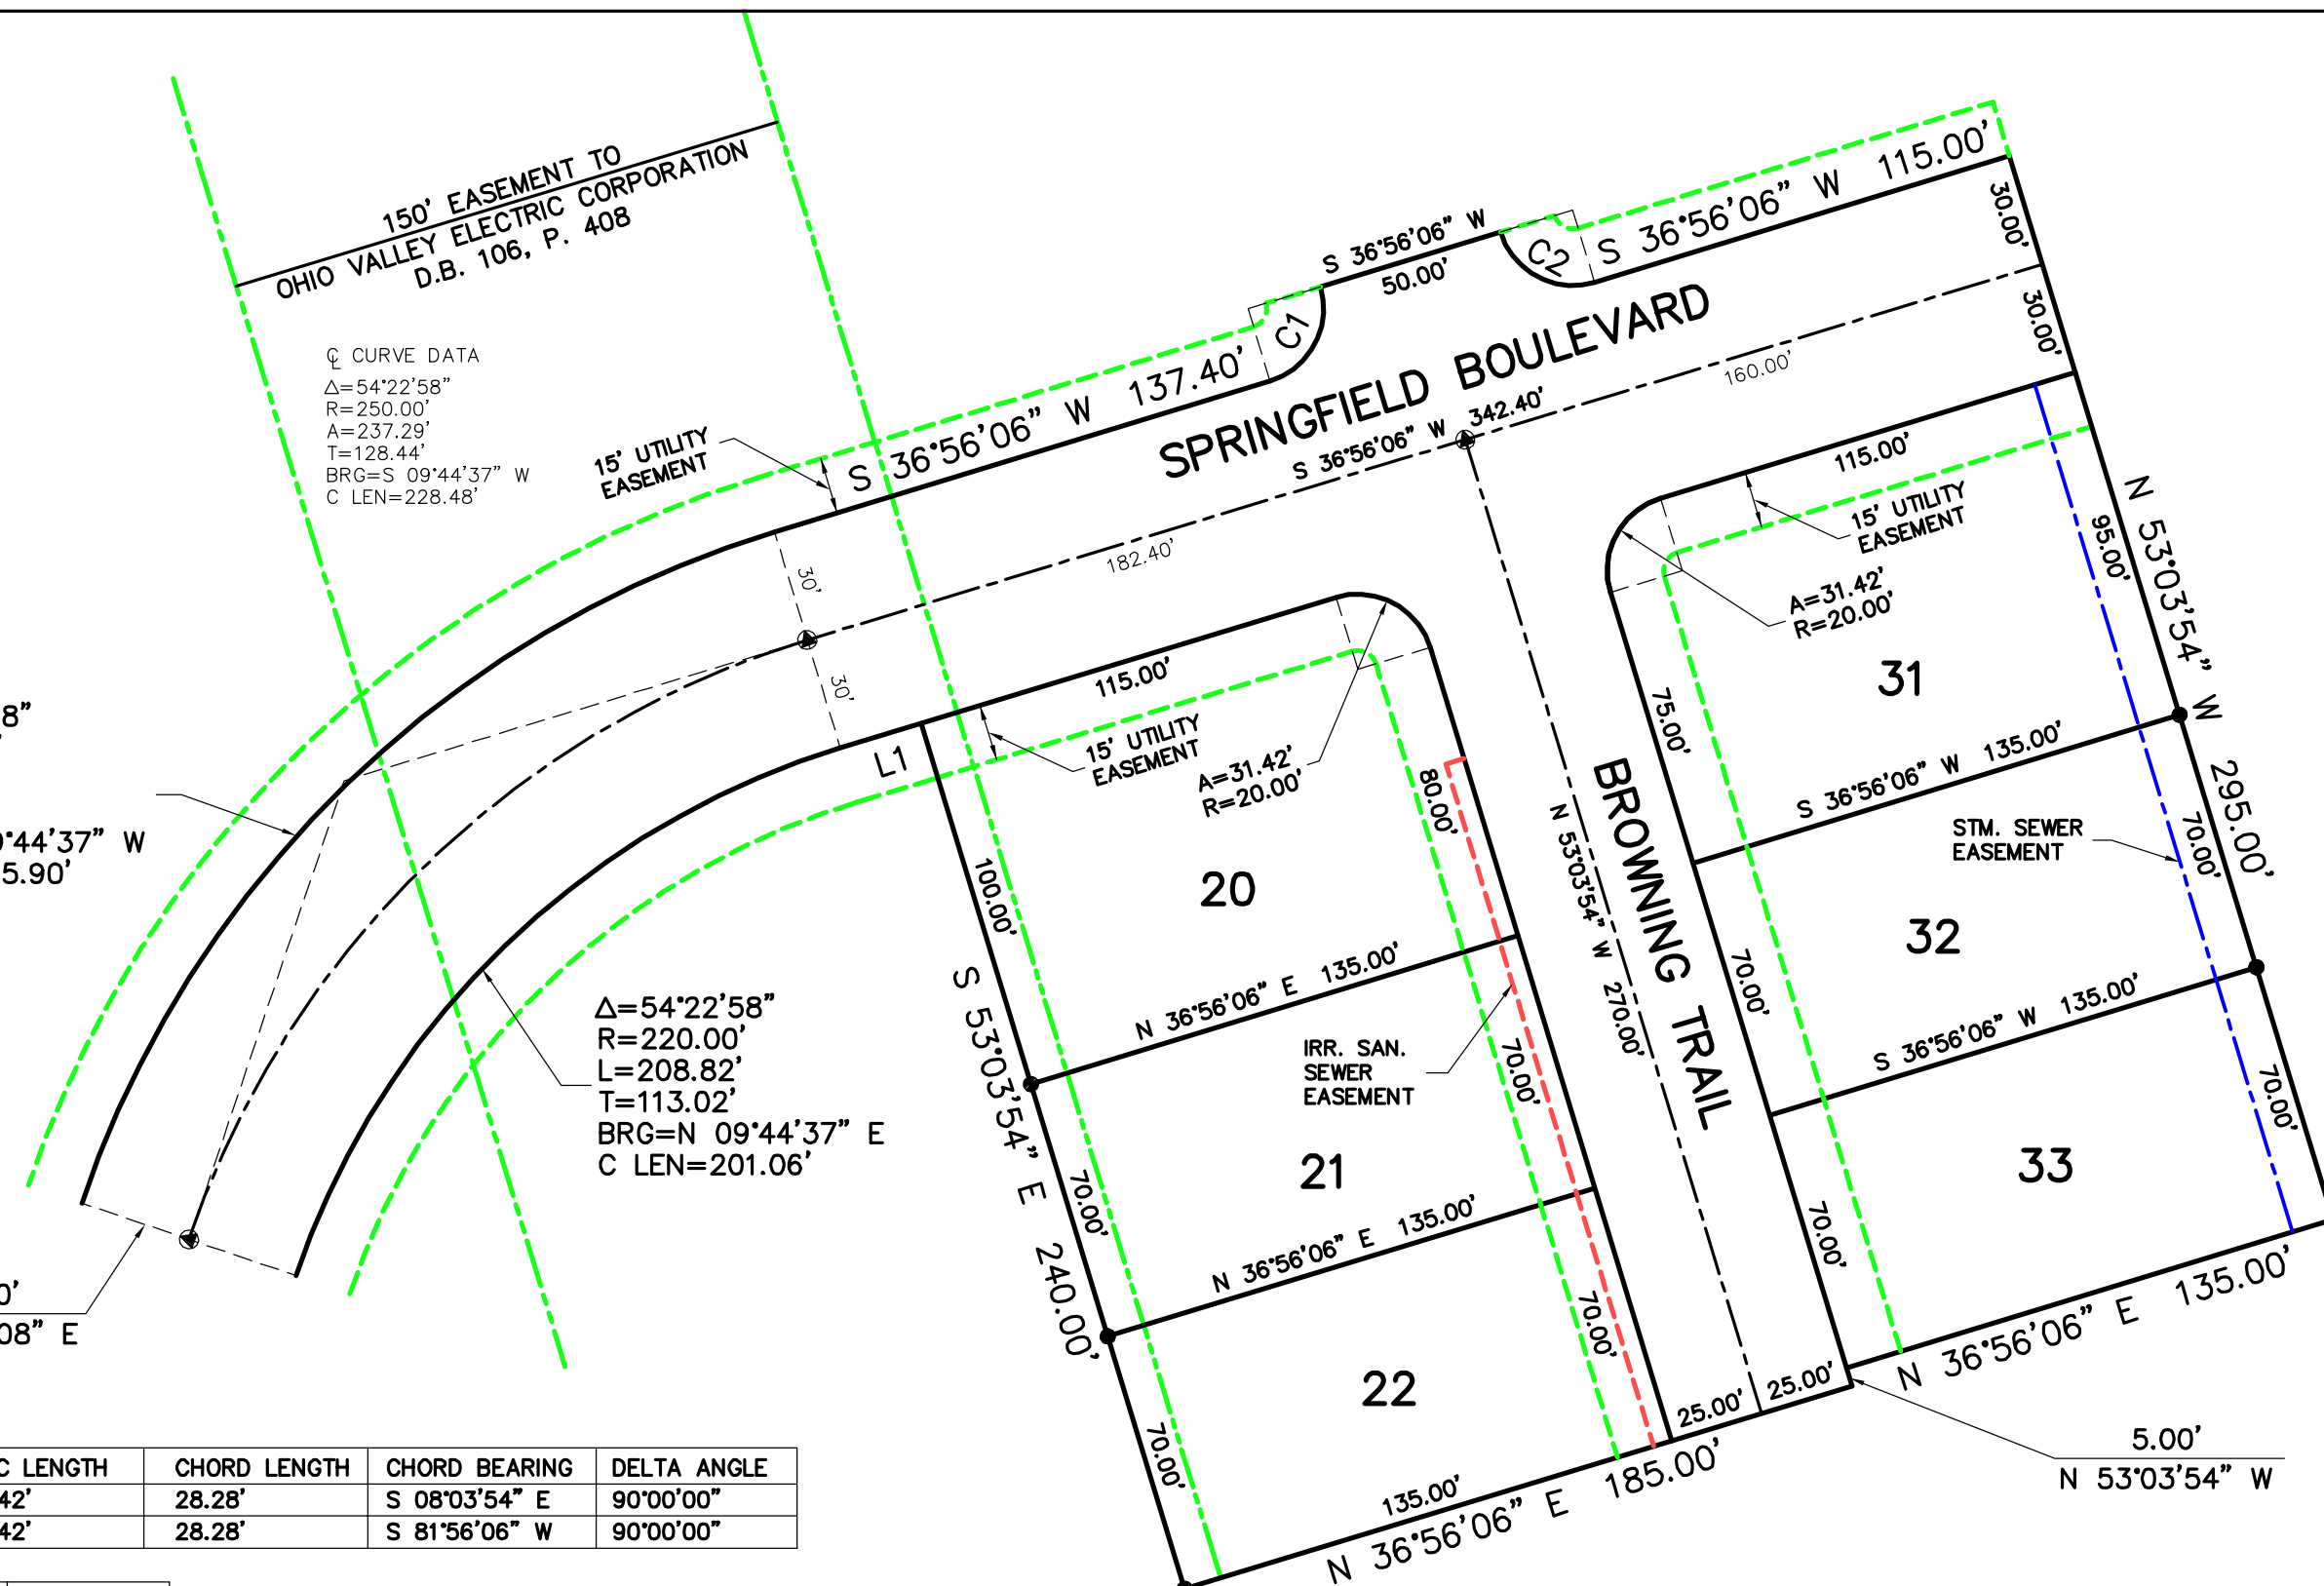 150' EASEMENT TO
OHIO VALLEY ELECTRIC CORPORATION
D.B. 106, P. 408
℄ CURVE DATA
Δ=54°22'58"
R=250.00'
A=237.29'
T=128.44'
BRG=S 09°44'37" W
C LEN=228.48'
15' UTILITY
EASEMENT
S 36°56'06" W 137.40'
C1
S 36°56'06" W
50.00'
C2
S 36°56'06" W 115.00'
30.00'
30.00'
SPRINGFIELD BOULEVARD
S 36°56'06" W 342.40'
160.00'
182.40'
30'
30'
115.00'
15' UTILITY
EASEMENT
A=31.42'
R=20.00'
95.00'
N 53°03'54" W 295.00'
31
75.00'
S 36°56'06" W 135.00'
L1
115.00'
15' UTILITY
EASEMENT
A=31.42'
R=20.00'
80.00'
20
100.00'
N 36°56'06" E 135.00'
BROWNING TRAIL
N 53°03'54" W 270.00'
STM. SEWER
EASEMENT
70.00'
32
70.00'
S 36°56'06" W 135.00'
70.00'
33
70.00'
N 36°56'06" E 135.00'
8"
'
9°44'37" W
5.90'
Δ=54°22'58"
R=220.00'
L=208.82'
T=113.02'
BRG=N 09°44'37" E
C LEN=201.06'
S 53°03'54" E 240.00'
IRR. SAN.
SEWER
EASEMENT
70.00'
21
70.00'
N 36°56'06" E 135.00'
70.00'
22
70.00'
135.00'
25.00'
25.00'
N 36°56'06" E 185.00'
5.00'
N 53°03'54" W
0'
08" E
C LENGTH CHORD LENGTH CHORD BEARING DELTA ANGLE
42' 28.28' S 08°03'54" E 90°00'00"
42' 28.28' S 81°56'06" W 90°00'00"